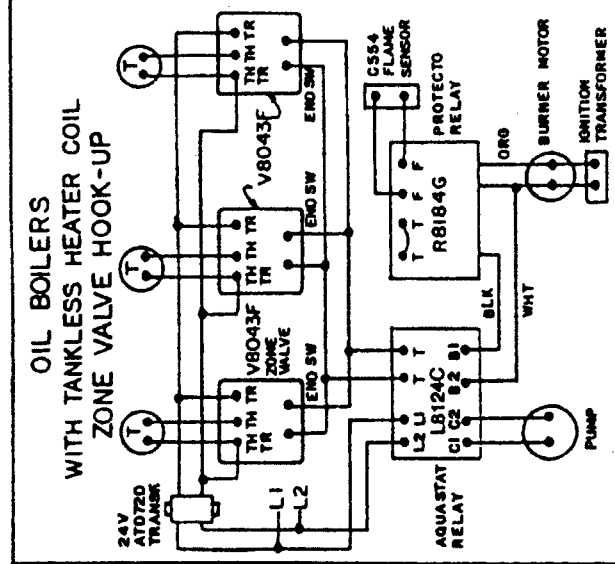 OIL BOILERS
WITH TANKLESS HEATER COIL
ZONE VALVE HOOK-UP
24V
ATO72D
TRANSF.
T
TR
TH
TH
TR
V8043F
ZONE
VALVE
END SW
T
TR
TH
TH
TR
V8043F
END SW
T
TR
TH
TH
TR
END SW
L1
L2
L2 L1 T T
L8124C
C1 C2 B2 B1
AQUASTAT
RELAY
PUMP
BLK
WHT
T T F F
R8184G
PROTECTO
RELAY
C554
FLAME
SENSOR
ORG
BURNER MOTOR
IGNITION
TRANSFORMER